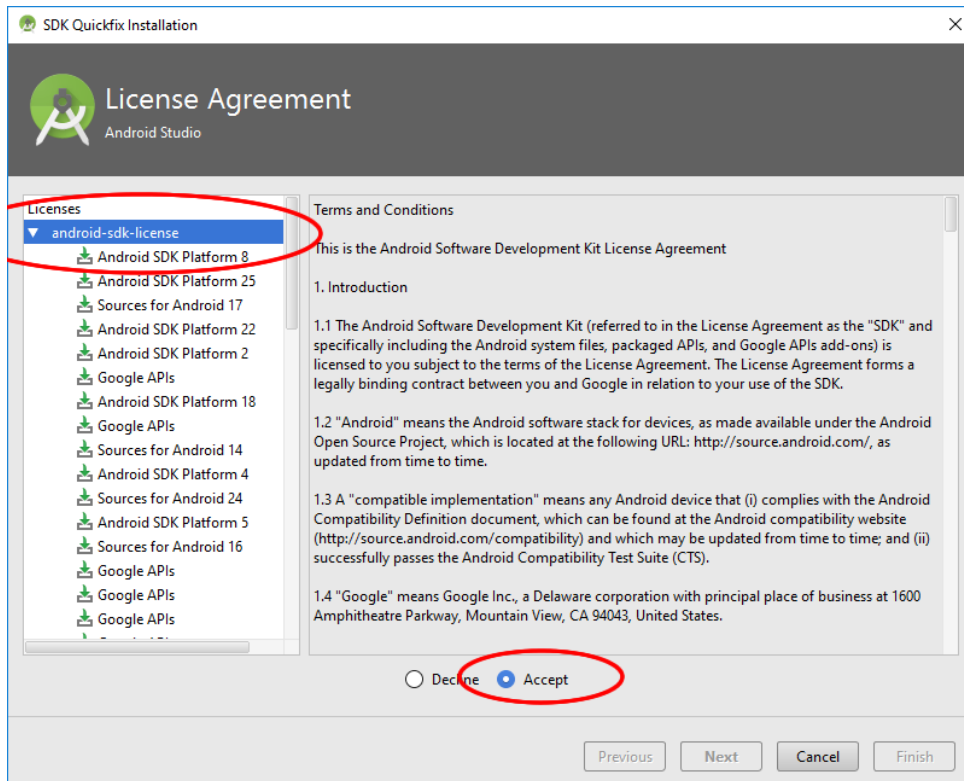 SDK Quickfix Installation
License Agreement
Android Studio
Licenses
android-sdk-license
Android SDK Platform 8
Android SDK Platform 25
Sources for Android 17
Android SDK Platform 22
Android SDK Platform 2
Google APIs
Android SDK Platform 18
Google APIs
Sources for Android 14
Android SDK Platform 4
Sources for Android 24
Android SDK Platform 5
Sources for Android 16
Google APIs
Google APIs
Google APIs
Terms and Conditions
This is the Android Software Development Kit License Agreement
1. Introduction
1.1 The Android Software Development Kit (referred to in the License Agreement as the "SDK" and
specifically including the Android system files, packaged APIs, and Google APIs add-ons) is
licensed to you subject to the terms of the License Agreement. The License Agreement forms a
legally binding contract between you and Google in relation to your use of the SDK.
1.2 "Android" means the Android software stack for devices, as made available under the Android
Open Source Project, which is located at the following URL: http://source.android.com/, as
updated from time to time.
1.3 A "compatible implementation" means any Android device that (i) complies with the Android
Compatibility Definition document, which can be found at the Android compatibility website
(http://source.android.com/compatibility) and which may be updated from time to time; and (ii)
successfully passes the Android Compatibility Test Suite (CTS).
1.4 "Google" means Google Inc., a Delaware corporation with principal place of business at 1600
Amphitheatre Parkway, Mountain View, CA 94043, United States.
Decline
Accept
Previous
Next
Cancel
Finish